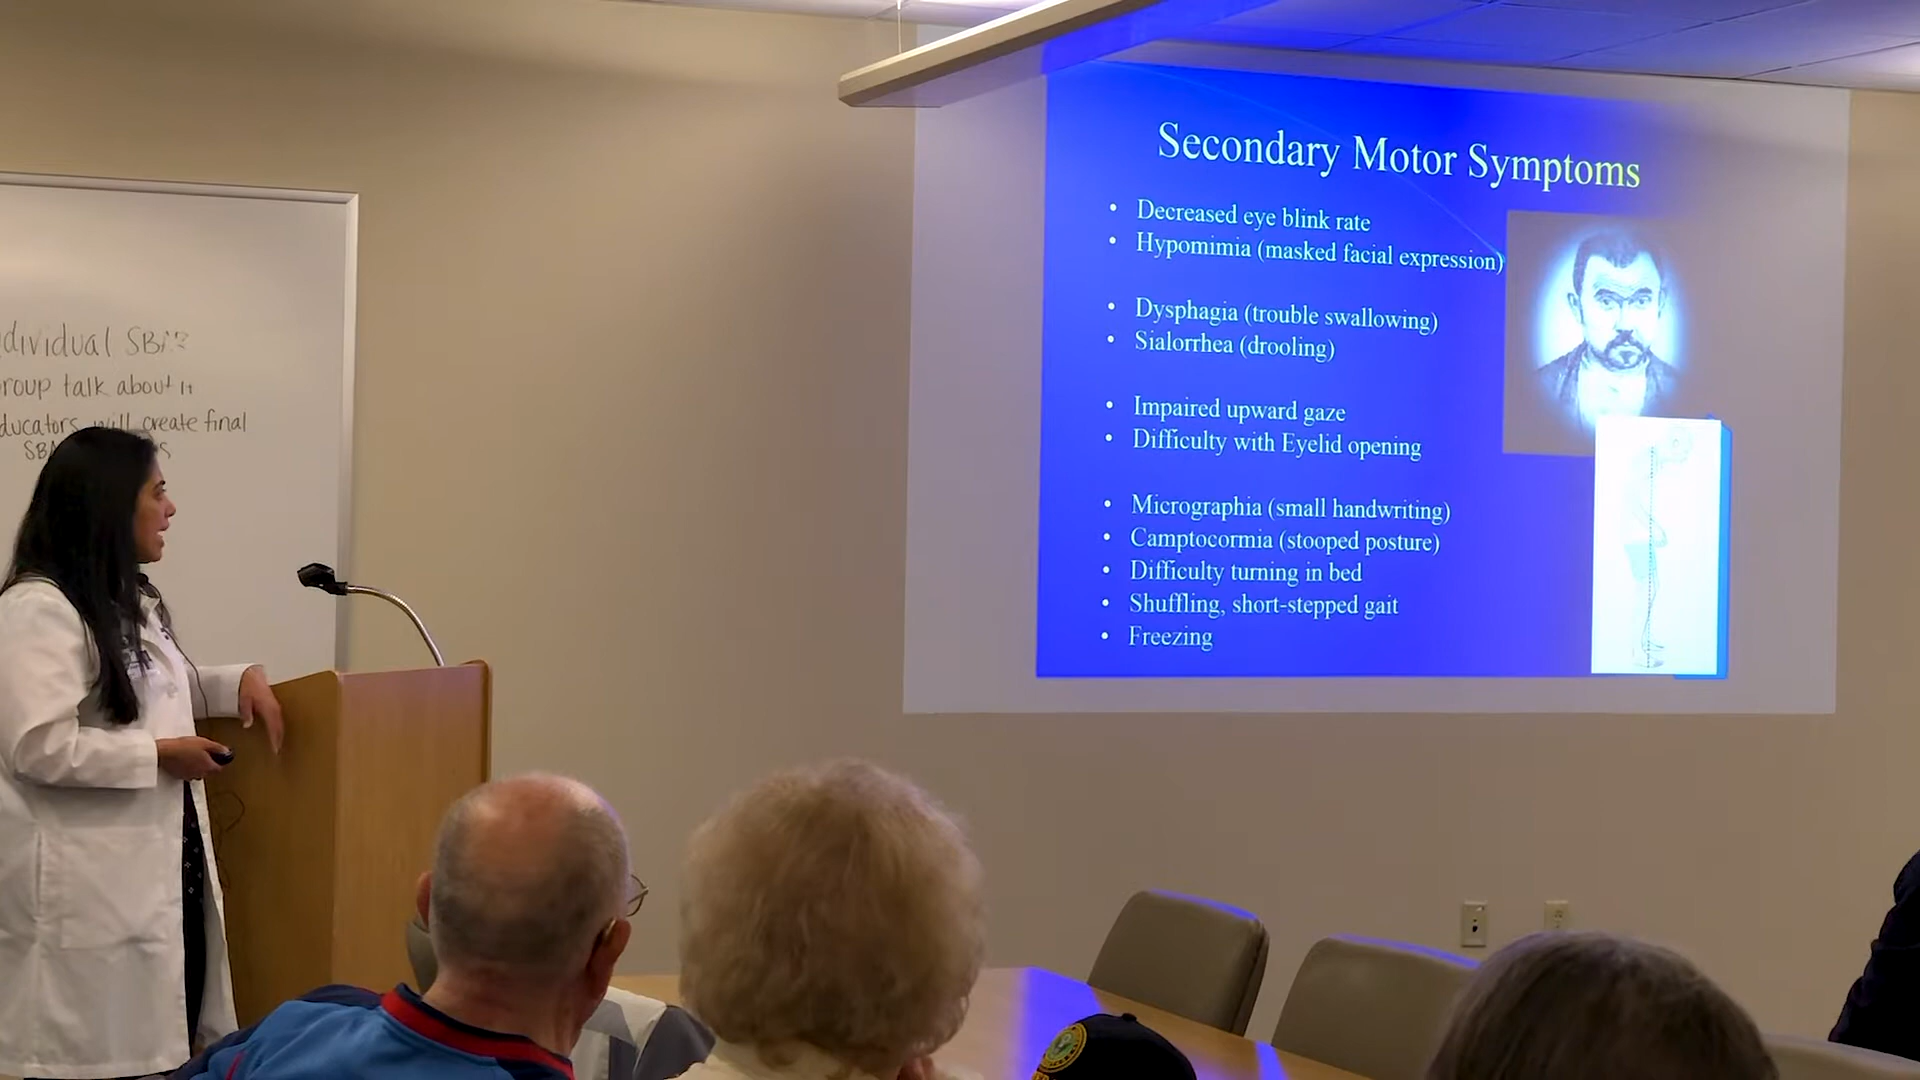 Secondary Motor Symptoms
• Decreased eye blink rate
• Hypomimia (masked facial expression)
• Dysphagia (trouble swallowing)
• Sialorrhea (drooling)
• Impaired upward gaze
• Difficulty with Eyelid opening
• Micrographia (small handwriting)
• Camptocormia (stooped posture)
• Difficulty turning in bed
• Shuffling, short-stepped gait
• Freezing
dividual
roup talk about it
ducators will create final